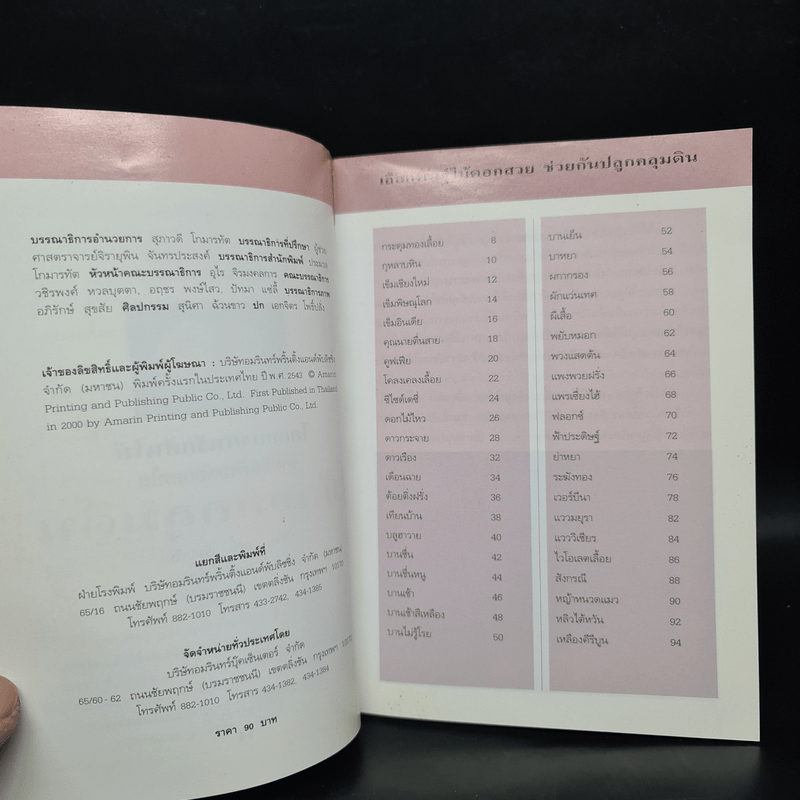 บรรณาธิการอำนวยการ สุภาวดี โกมารทัต บรรณาธิการที่ปรึกษา ผู้ช่วย
ศาสตราจารย์จิรายุพิน จันทรประสงค์ บรรณาธิการสำนักพิมพ์
โกมารทัต หัวหน้าคณะบรรณาธิการ อุไร จิรมงคลการ คณะบรรณาธิการ
วชิรพงศ์ หวลบุตตา, อฤชร พงษ์ไสว, ปัทมา แซ่ลี้ บรรณาธิการภาพ
อภิรักษ์ สุขสัย ศิลปกรรม สุนิศา ฉ้วนขาว ปก เอกจิตร
เจ้าของลิขสิทธิ์และผู้พิมพ์ผู้โฆษณา : บริษัทอมรินทร์พริ้นติ้งแอนด์พับลิชชิ่ง
จำกัด (มหาชน) พิมพ์ครั้งแรกในประเทศไทย ปี พ.ศ. 2543 © Amarin
Printing and Publishing Public Co., Ltd. First Published in Thailand
in 2000 by Amarin Printing and Publishing Public Co., Ltd.
แยกสีและพิมพ์ที่
ฝ่ายโรงพิมพ์ บริษัทอมรินทร์พริ้นติ้งแอนด์พับลิชชิ่ง จำกัด (มหาชน)
65/16 ถนนชัยพฤกษ์ (บรมราชชนนี) เขตตลิ่งชัน กรุงเทพฯ 10170
โทรศัพท์ 882-1010 โทรสาร 433-2742, 434-1385
จัดจำหน่ายทั่วประเทศโดย
บริษัทอมรินทร์บุ๊คเซ็นเตอร์ จำกัด
65/60-62 ถนนชัยพฤกษ์ (บรมราชชนนี) เขตตลิ่งชัน กรุงเทพฯ 10170
โทรศัพท์ 882-1010 โทรสาร 434-1382, 434-1384
ราคา 90 บาท
ช่วยกันปลูกคลุมดิน
กระดุมทองเลื้อย 8
กุหลาบหิน 10
เข็มเชียงใหม่ 12
เข็มพิษณุโลก 14
เข็มอินเดีย 16
คุณนายตื่นสาย 18
คูฟเฟีย 20
โคลงเคลงเลื้อย 22
ซีไซด์เดซี่ 24
ดอกไม้ไหว 26
ดาวกระจาย 28
ดาวเรือง 32
เดือนฉาย 34
ต้อยติ่งฝรั่ง 36
เทียนบ้าน 38
บลูฮาวาย 40
บานชื่น 42
บานชื่นหนู 44
บานเช้า 46
บานเช้าสีเหลือง 48
บานไม่รู้โรย 50
บานเย็น 52
บาหยา 54
ผกากรอง 56
ผักแว่นเทศ 58
ผีเสื้อ 60
พยับหมอก 62
พวงแสดต้น 64
แพงพวยฝรั่ง 66
แพรเซี่ยงไฮ้ 68
ฟลอกซ์ 70
ฟ้าประดิษฐ์ 72
ย่าหยา 74
ระฆังทอง 76
เวอร์บีนา 78
แววมยุรา 82
แวววิเชียร 84
ไวโอเลตเลื้อย 86
สังกรณี 88
หญ้าหนวดแมว 90
หลิวไต้หวัน 92
เหลืองคีรีบูน 94